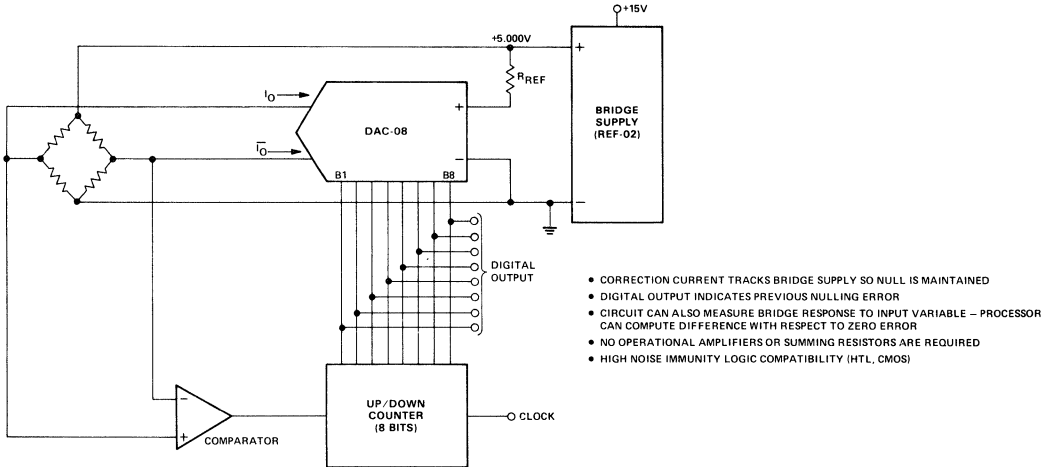 +15V
+5.000V
+
RREF
BRIDGE
SUPPLY
(REF-02)
IO
+
DAC-08
IO
−
B1
B8
−
DIGITAL
OUTPUT
• CORRECTION CURRENT TRACKS BRIDGE SUPPLY SO NULL IS MAINTAINED
• DIGITAL OUTPUT INDICATES PREVIOUS NULLING ERROR
• CIRCUIT CAN ALSO MEASURE BRIDGE RESPONSE TO INPUT VARIABLE – PROCESSOR
CAN COMPUTE DIFFERENCE WITH RESPECT TO ZERO ERROR
• NO OPERATIONAL AMPLIFIERS OR SUMMING RESISTORS ARE REQUIRED
• HIGH NOISE IMMUNITY LOGIC COMPATIBILITY (HTL, CMOS)
−
+
COMPARATOR
UP/DOWN
COUNTER
(8 BITS)
CLOCK